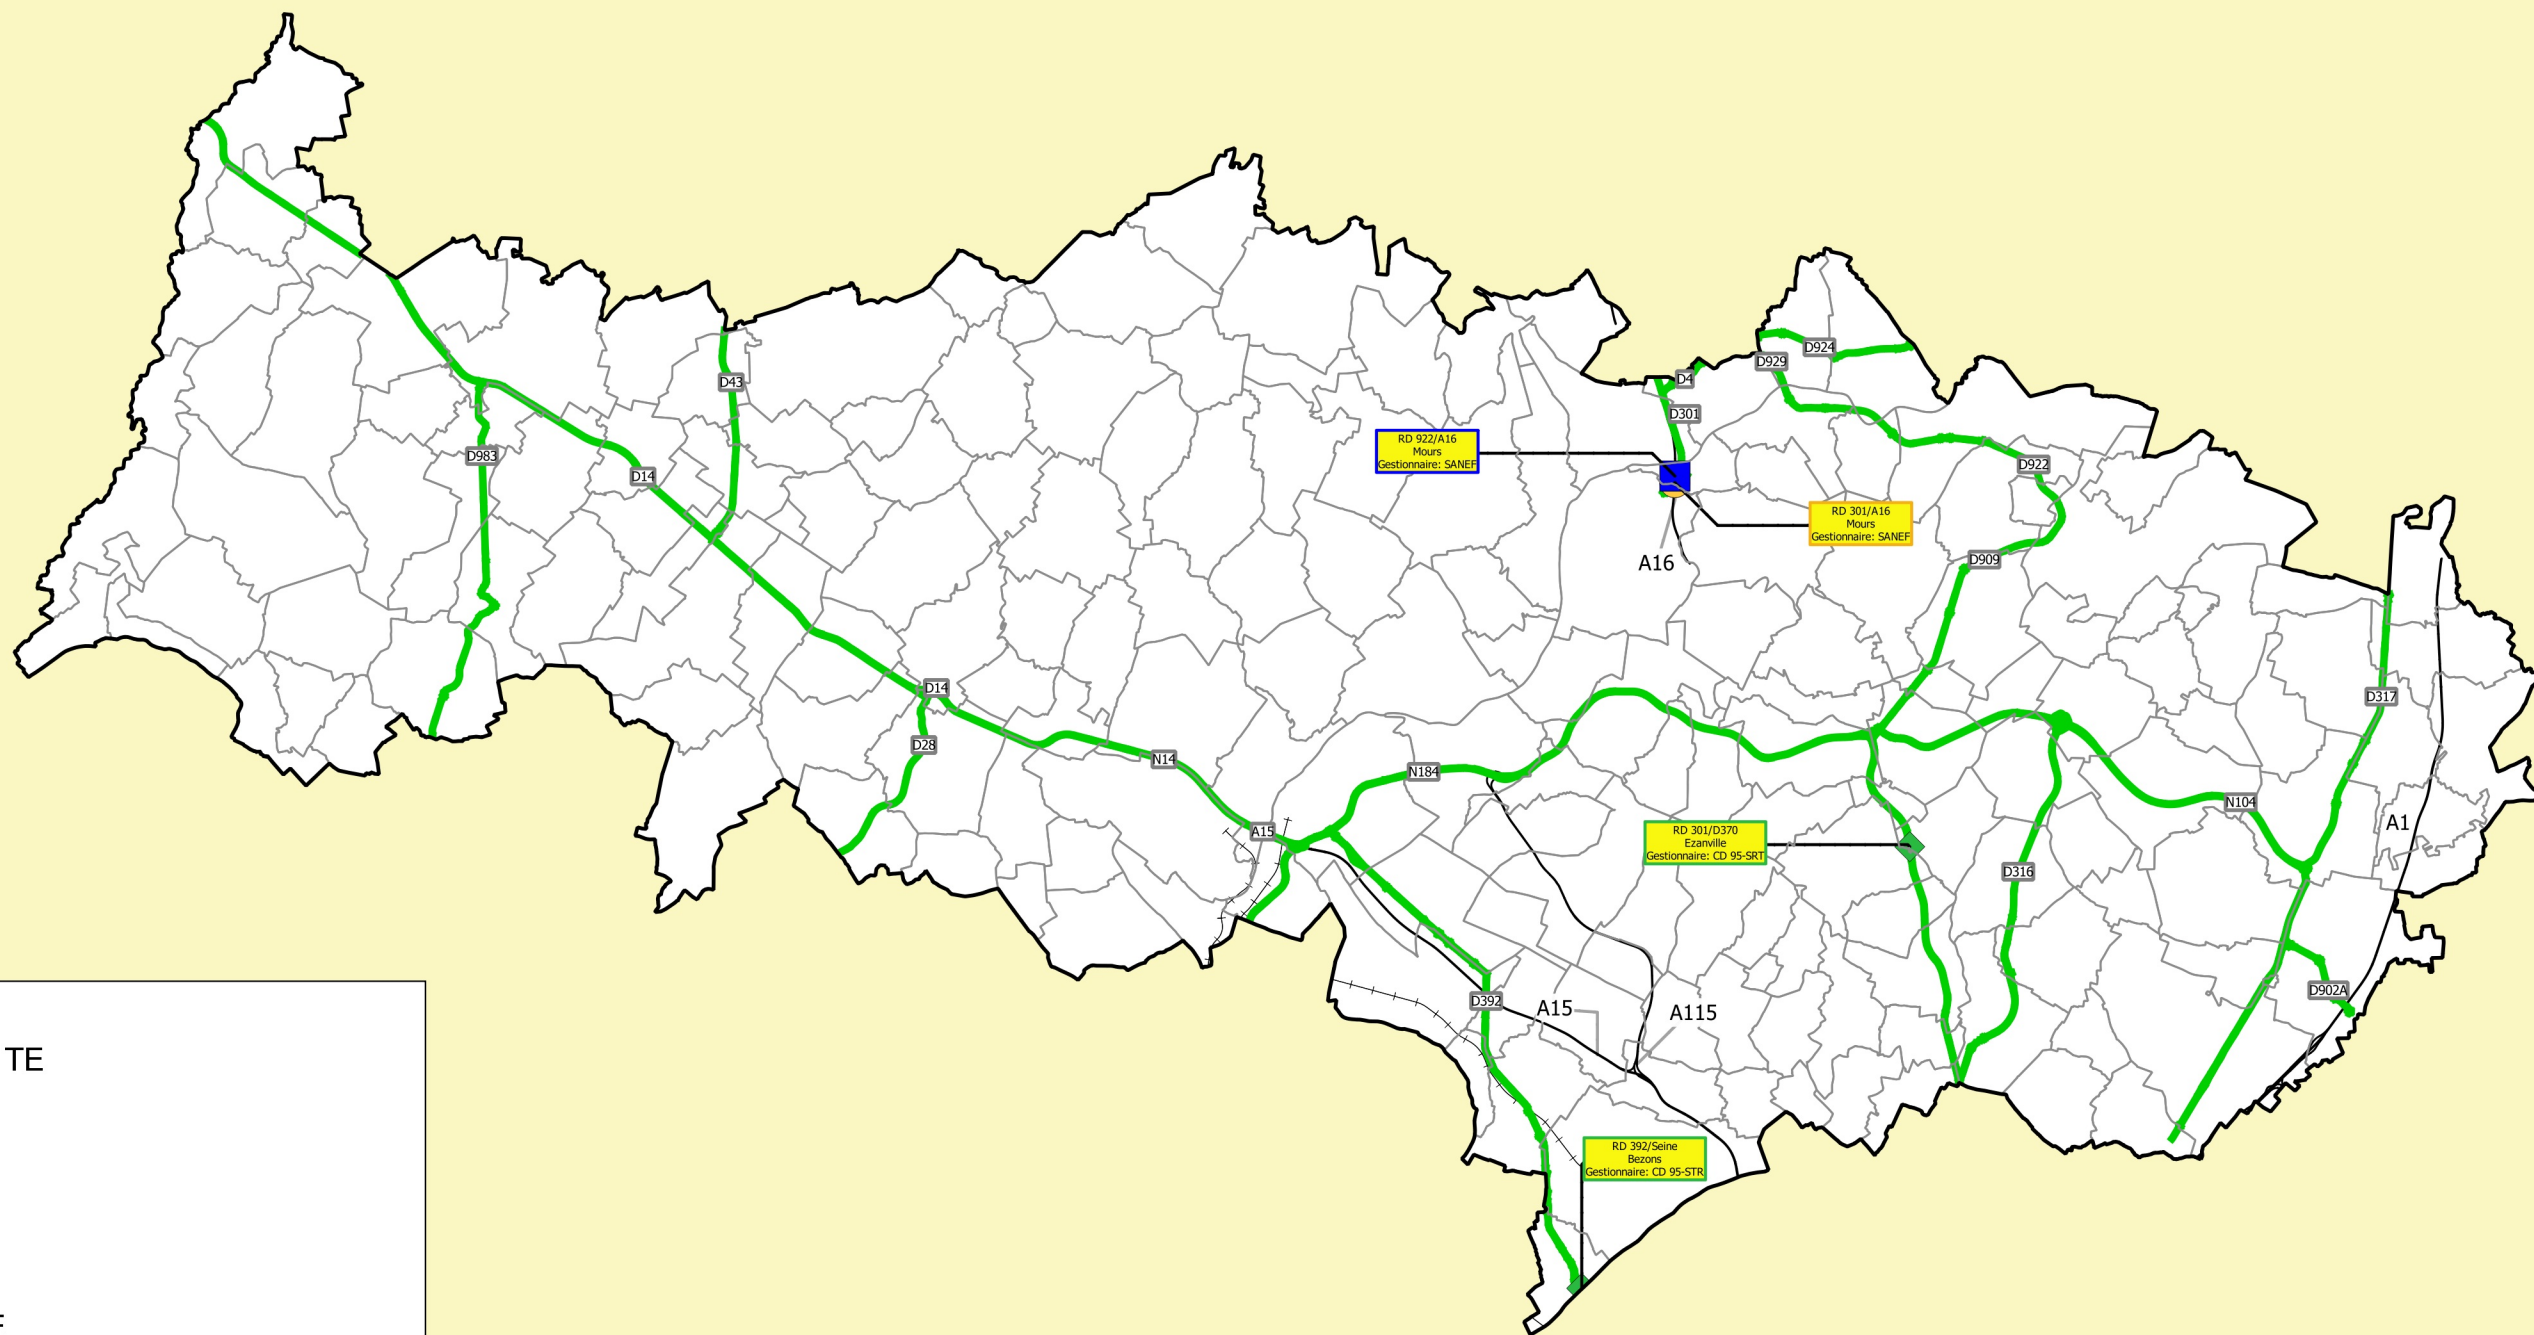 D924
D929
D4
D43
D301
RD 922/A16
Mours
Gestionnaire: SANEF
D983
D14
D922
RD 301/A16
Mours
Gestionnaire: SANEF
A16
D909
D14
D317
D28
N14
N184
N104
A15
RD 301/D370
Ezanville
Gestionnaire: CD 95-SRT
A1
D316
D902A
D392
A15
A115
TE
RD 392/Seine
Bezons
Gestionnaire: CD 95-STR